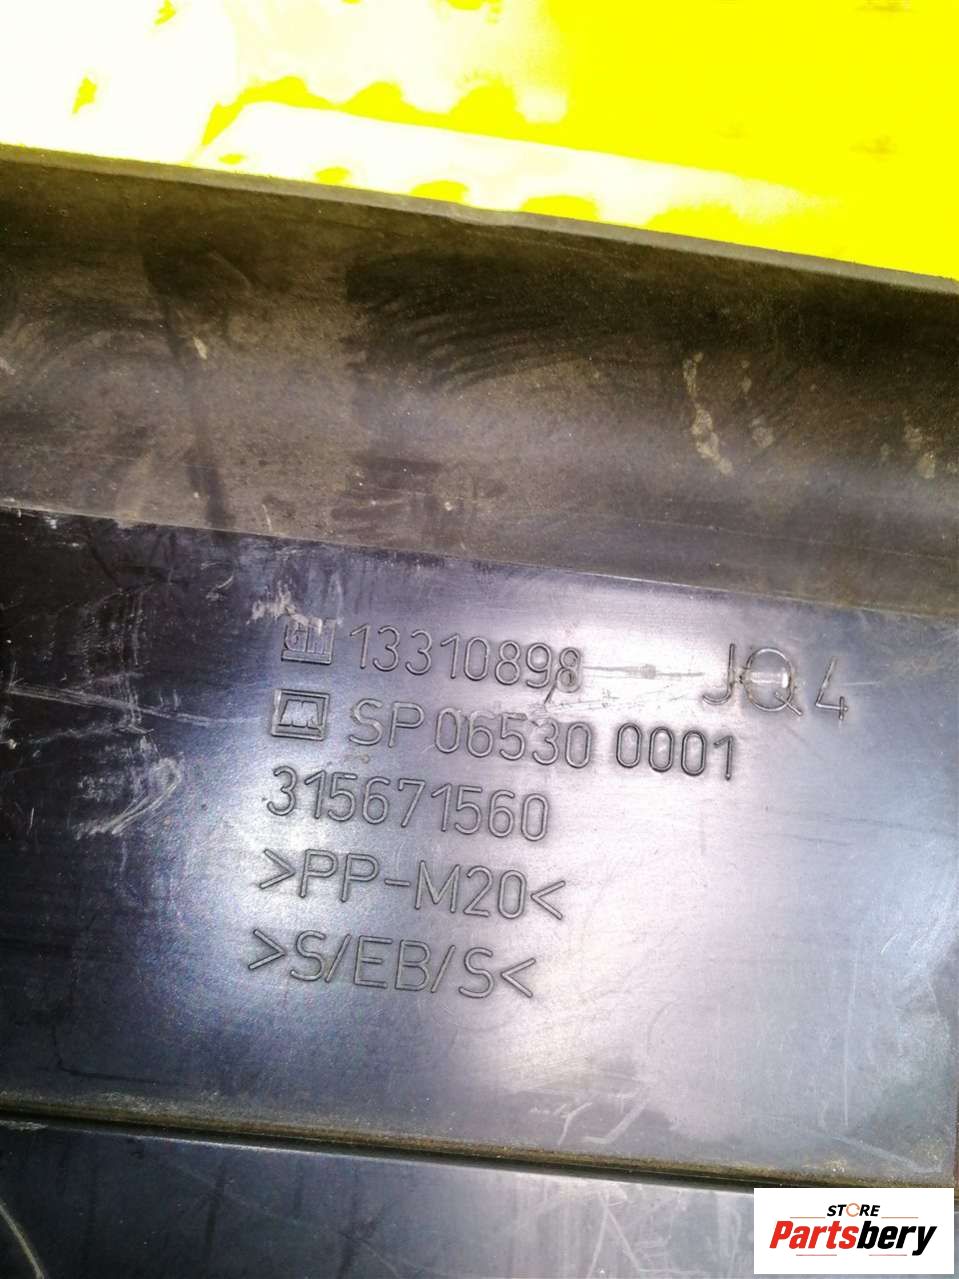 GM 13310898 JQ4
SP 06530 0001
315671560
>PP-M20<
>S/EB/S<
STORE
Partsbery